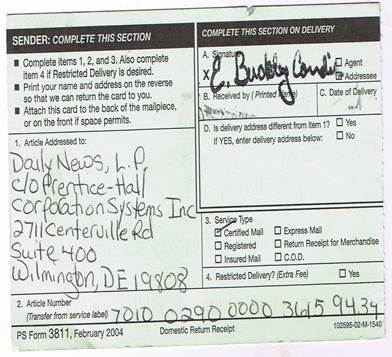 SENDER: COMPLETE THIS SECTION
■ Complete items 1, 2, and 3. Also complete
item 4 if Restricted Delivery is desired.
■ Print your name and address on the reverse
so that we can return the card to you.
■ Attach this card to the back of the mailpiece,
or on the front if space permits.
1. Article Addressed to:
Daily News, L.P.
c/o Prentice-Hall
Corporation Systems Inc
2711 Centerville Rd
Suite 400
Wilmington, DE 19808
COMPLETE THIS SECTION ON DELIVERY
A. Signature
X E. Buckley
Agent
Addressee
B. Received by (Printed Name)
C. Date of Delivery
D. Is delivery address different from item 1? Yes
If YES, enter delivery address below: No
3. Service Type
Certified Mail Express Mail
Registered Return Receipt for Merchandise
Insured Mail C.O.D.
4. Restricted Delivery? (Extra Fee) Yes
2. Article Number
(Transfer from service label) 7010 0290 0000 3615 9434
PS Form 3811, February 2004 Domestic Return Receipt 102595-02-M-1540